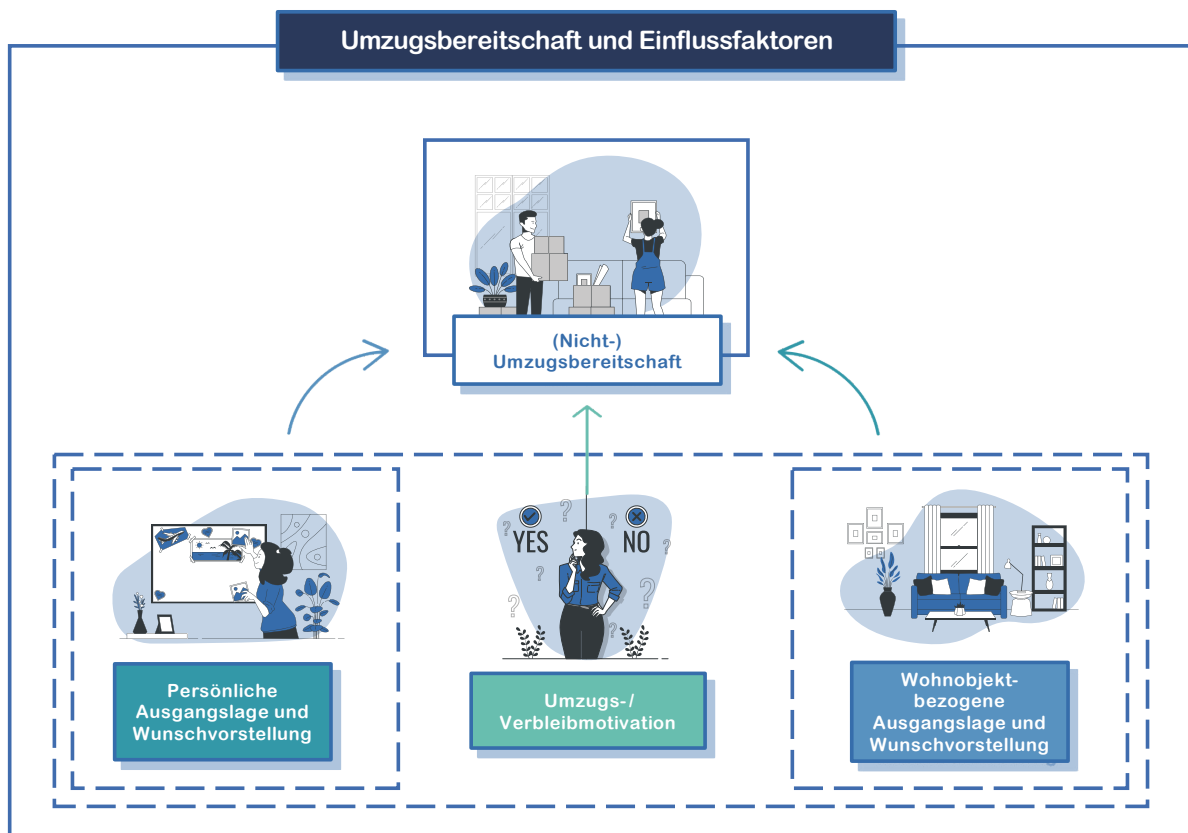 Umzugsbereitschaft und Einflussfaktoren
(Nicht-)
Umzugsbereitschaft
YES
NO
? ? ? ? ? ? ?
Persönliche
Ausgangslage und
Wunschvorstellung
Umzugs-/
Verbleibmotivation
Wohnobjekt-
bezogene
Ausgangslage und
Wunschvorstellung